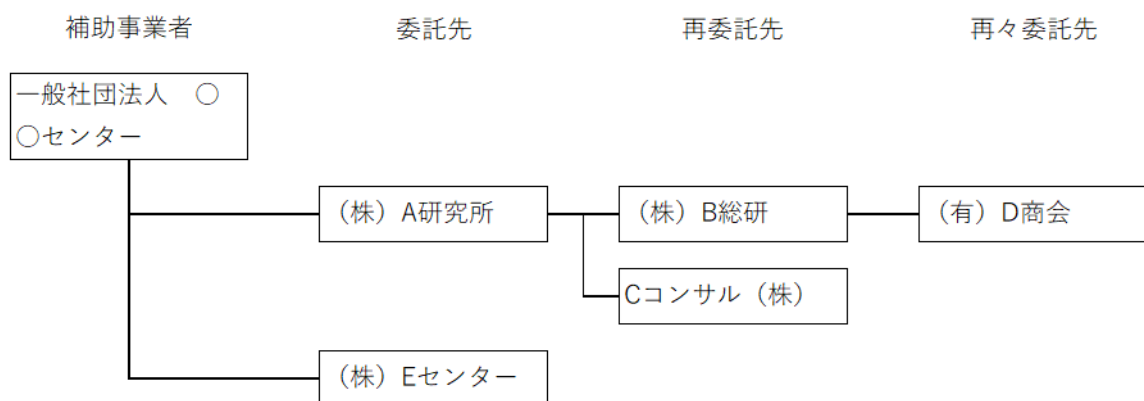 補助事業者
委託先
再委託先
再々委託先
一般社団法人　○
○センター
（株）A研究所
（株）B総研
（有）D商会
Cコンサル（株）
（株）Eセンター